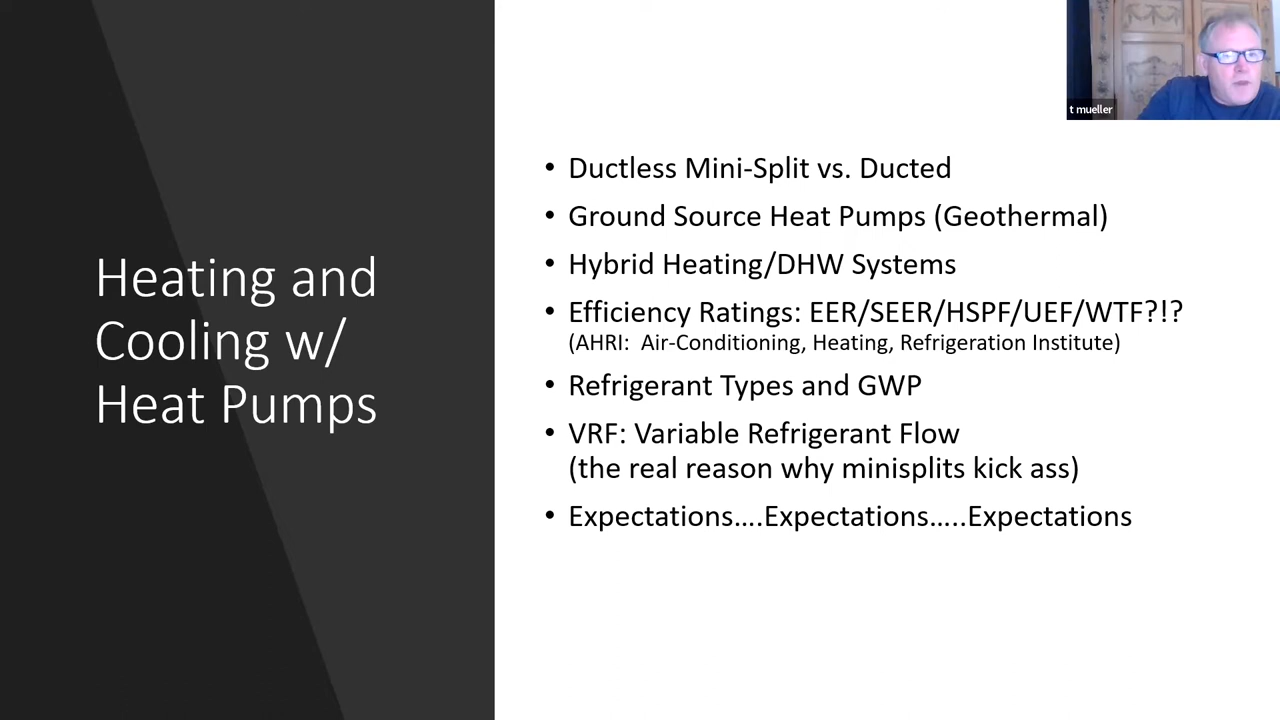 Heating and
Cooling w/
Heat Pumps
• Ductless Mini-Split vs. Ducted
• Ground Source Heat Pumps (Geothermal)
• Hybrid Heating/DHW Systems
• Efficiency Ratings: EER/SEER/HSPF/UEF/WTF?!?
(AHRI: Air-Conditioning, Heating, Refrigeration Institute)
• Refrigerant Types and GWP
• VRF: Variable Refrigerant Flow
(the real reason why minisplits kick ass)
• Expectations....Expectations.....Expectations
t mueller